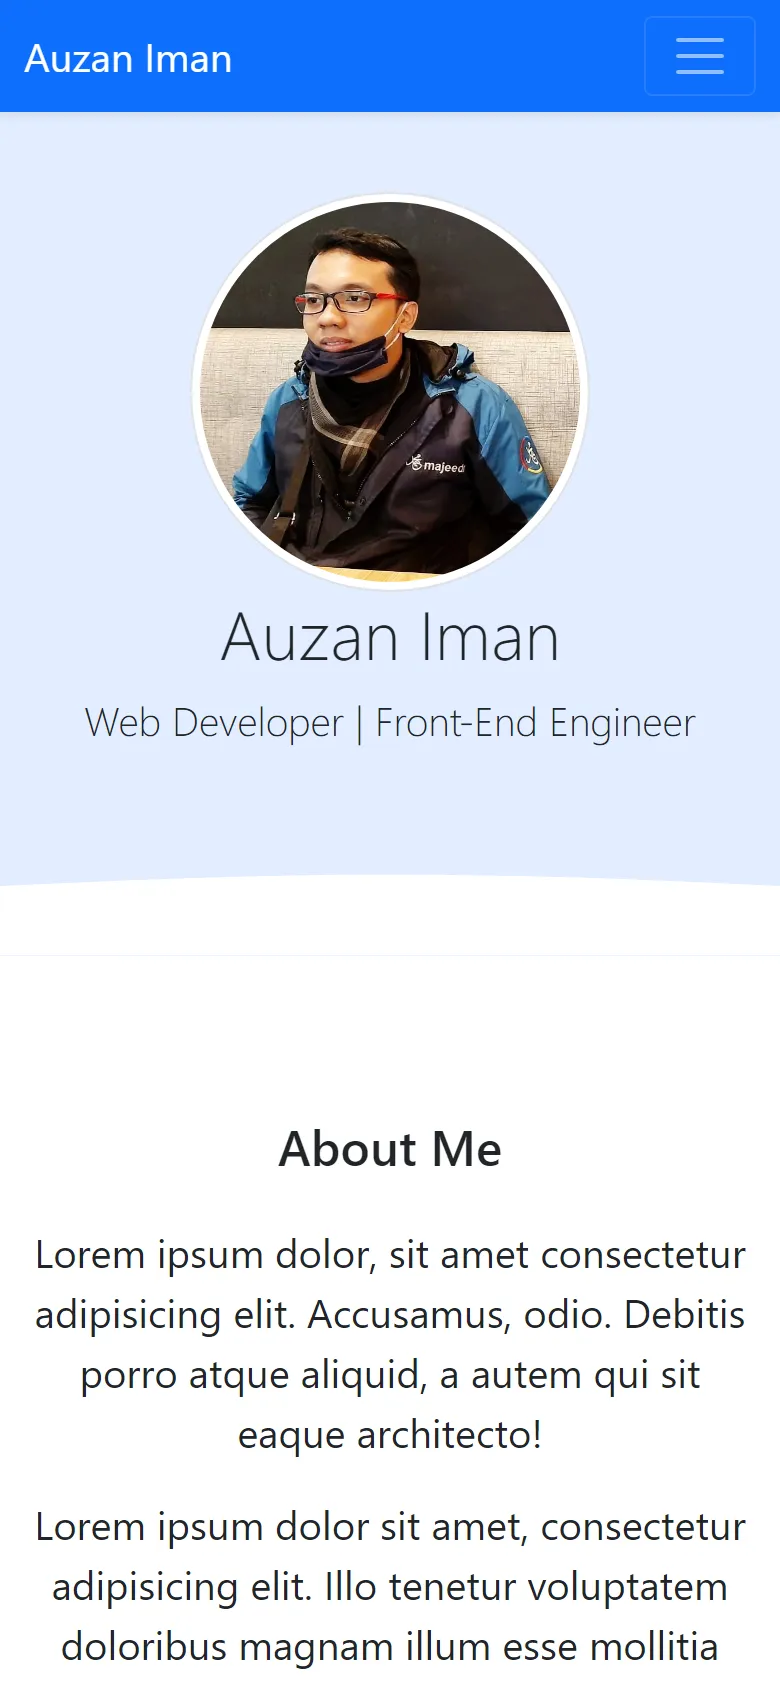 Auzan Iman
majeedr
Auzan Iman
Web Developer | Front-End Engineer
About Me
Lorem ipsum dolor, sit amet consectetur
adipisicing elit. Accusamus, odio. Debitis
porro atque aliquid, a autem qui sit
eaque architecto!
Lorem ipsum dolor sit amet, consectetur
adipisicing elit. Illo tenetur voluptatem
doloribus magnam illum esse mollitia